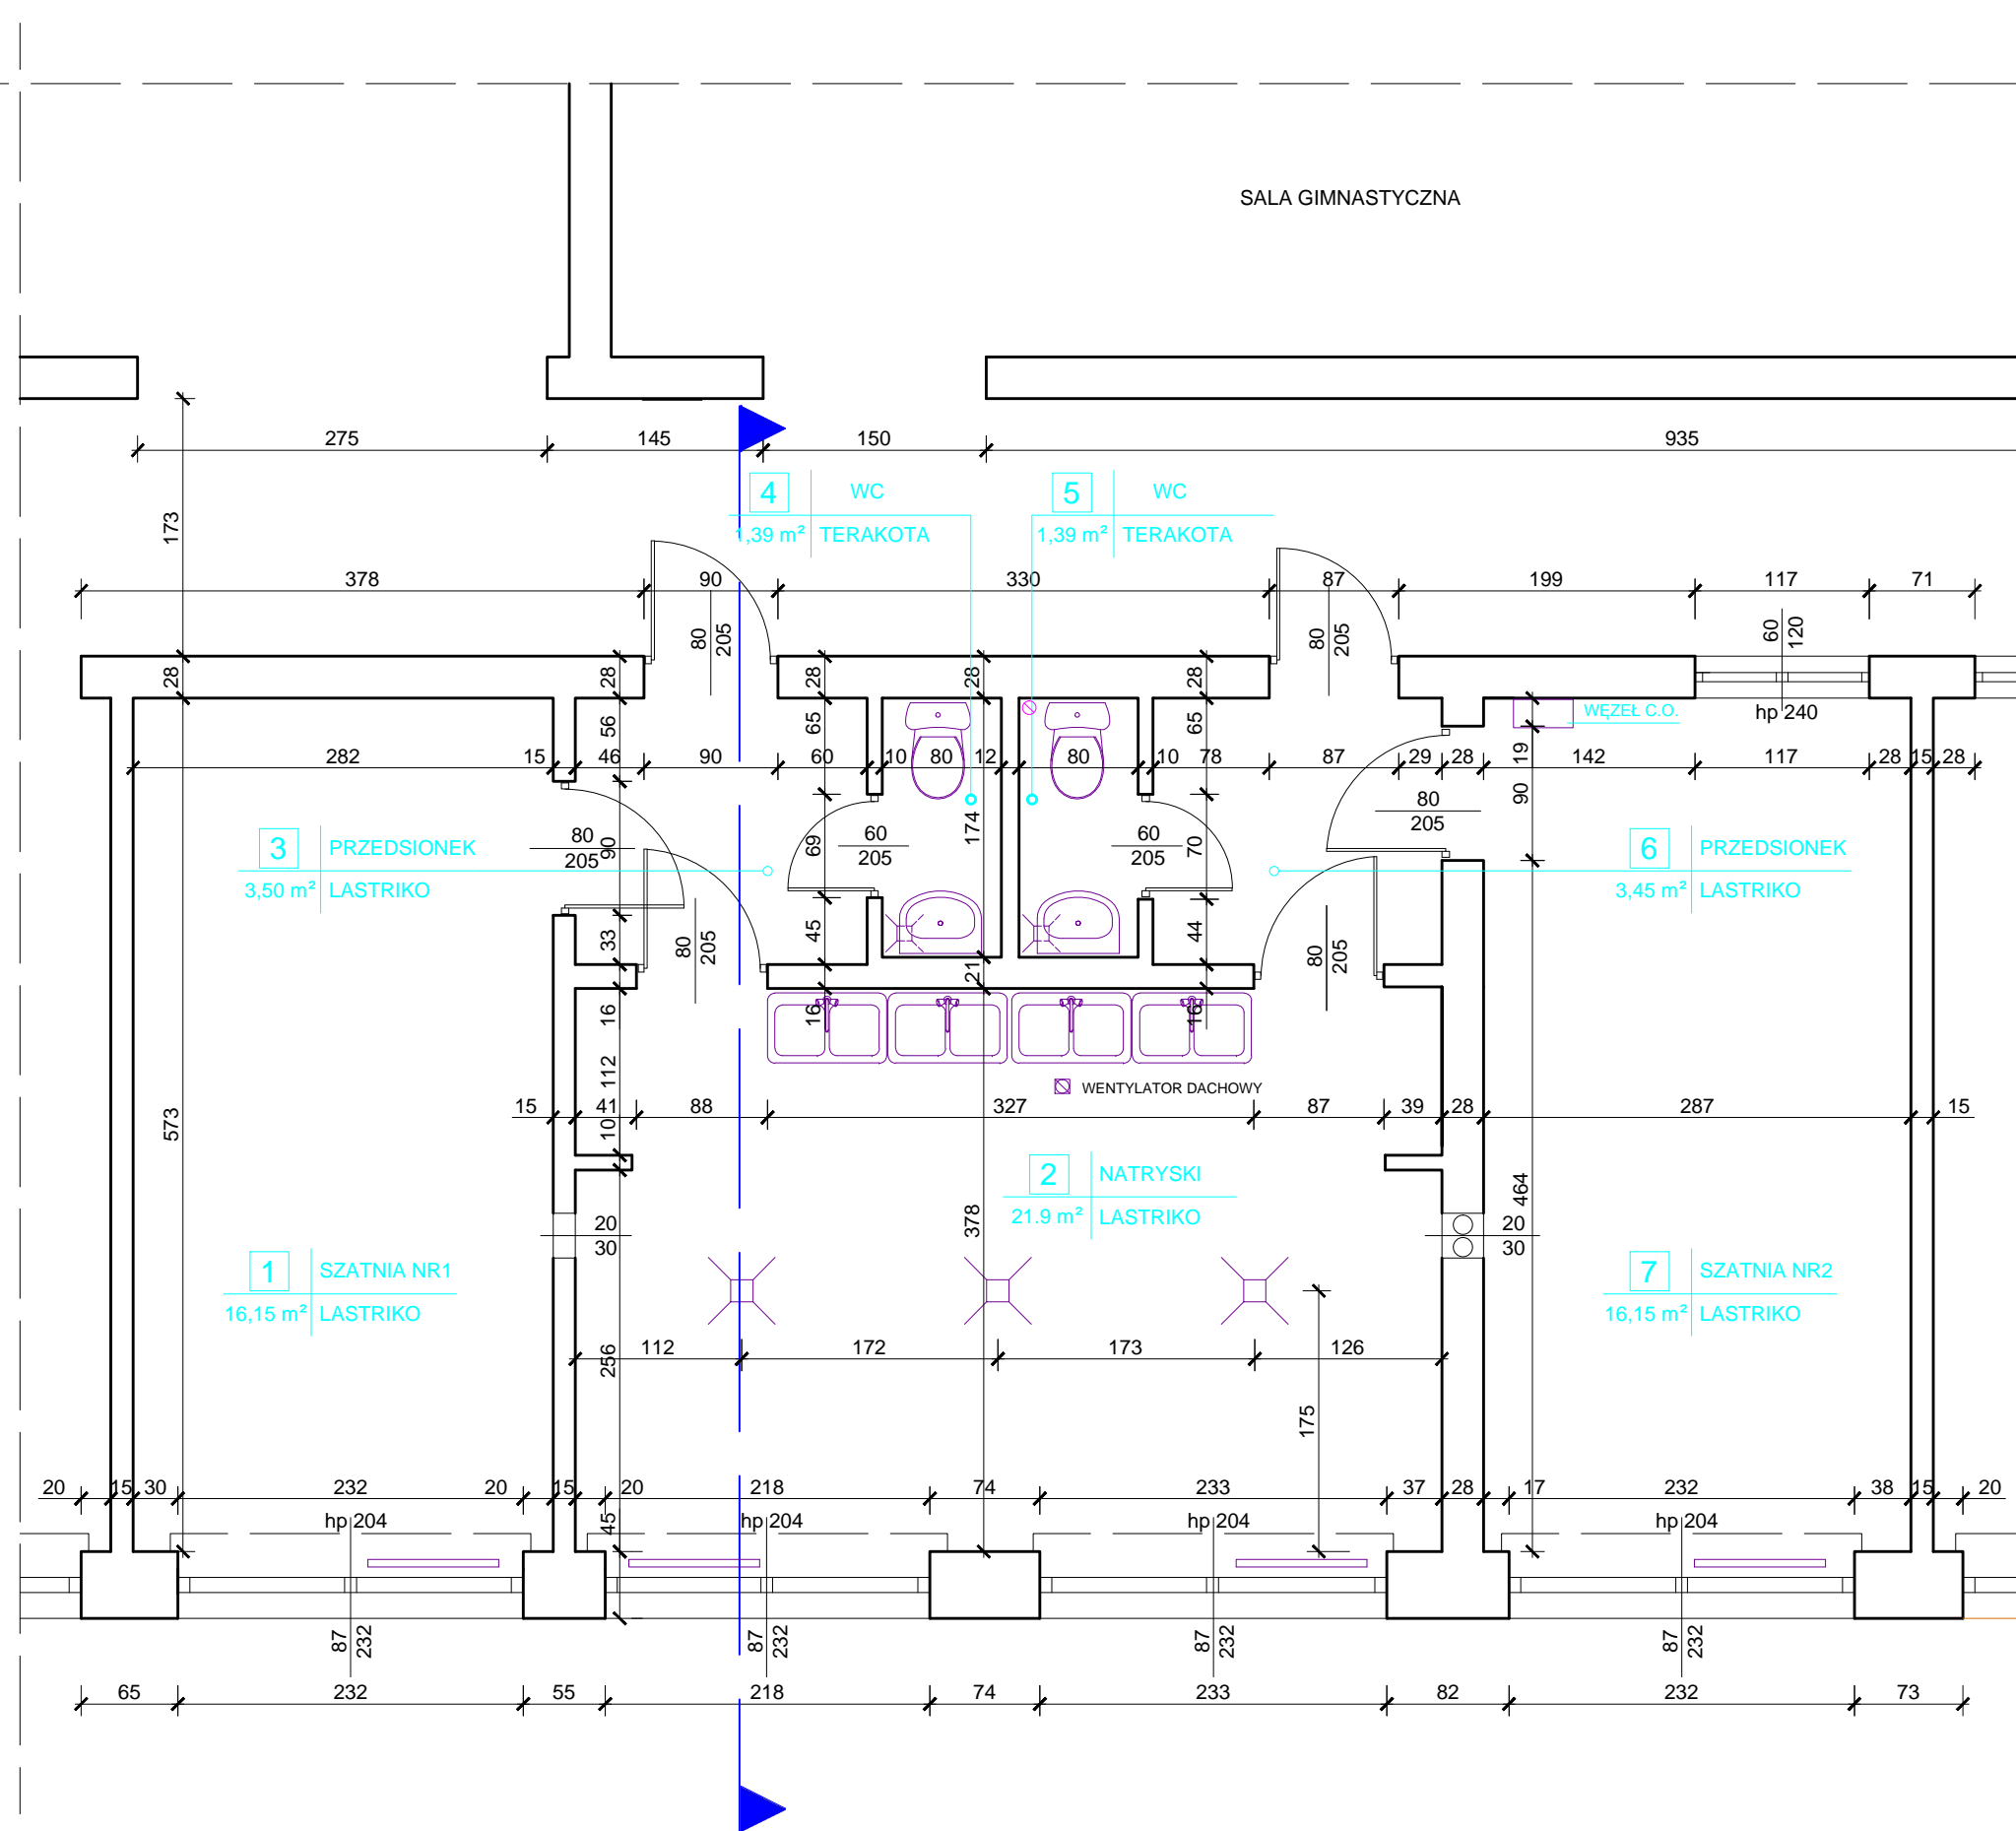 SALA GIMNASTYCZNA
275 145 150 935
4 WC
1,39 m² TERAKOTA
5 WC
1,39 m² TERAKOTA
173
378 90 330 87 199 117 71
80 205
80 205
60 120
28 28 28 28 28
hp 240
WĘZEŁ C.O.
56 65 65 19
282 15 46 90 60 10 80 12 80 10 78 87 29 28 142 117 28 15 28
90
80
205
60
205
60
205
80
205
90 69 174 70
3 PRZEDSIONEK
3,50 m² LASTRIKO
6 PRZEDSIONEK
3,45 m² LASTRIKO
33 45 44
80 205
80 205
21
16 16 16
112
WENTYLATOR DACHOWY
15 41 88 327 87 39 28 287 15
573
10
2 NATRYSKI
21.9 m² LASTRIKO
464
378
20
30
20
30
1 SZATNIA NR1
16,15 m² LASTRIKO
7 SZATNIA NR2
16,15 m² LASTRIKO
256
112 172 173 126
175
20 15 30 232 20 15 20 218 74 233 37 28 17 232 38 15 20
45
hp 204 hp 204 hp 204 hp 204
87 232
87 232
87 232
87 232
65 232 55 218 74 233 82 232 73